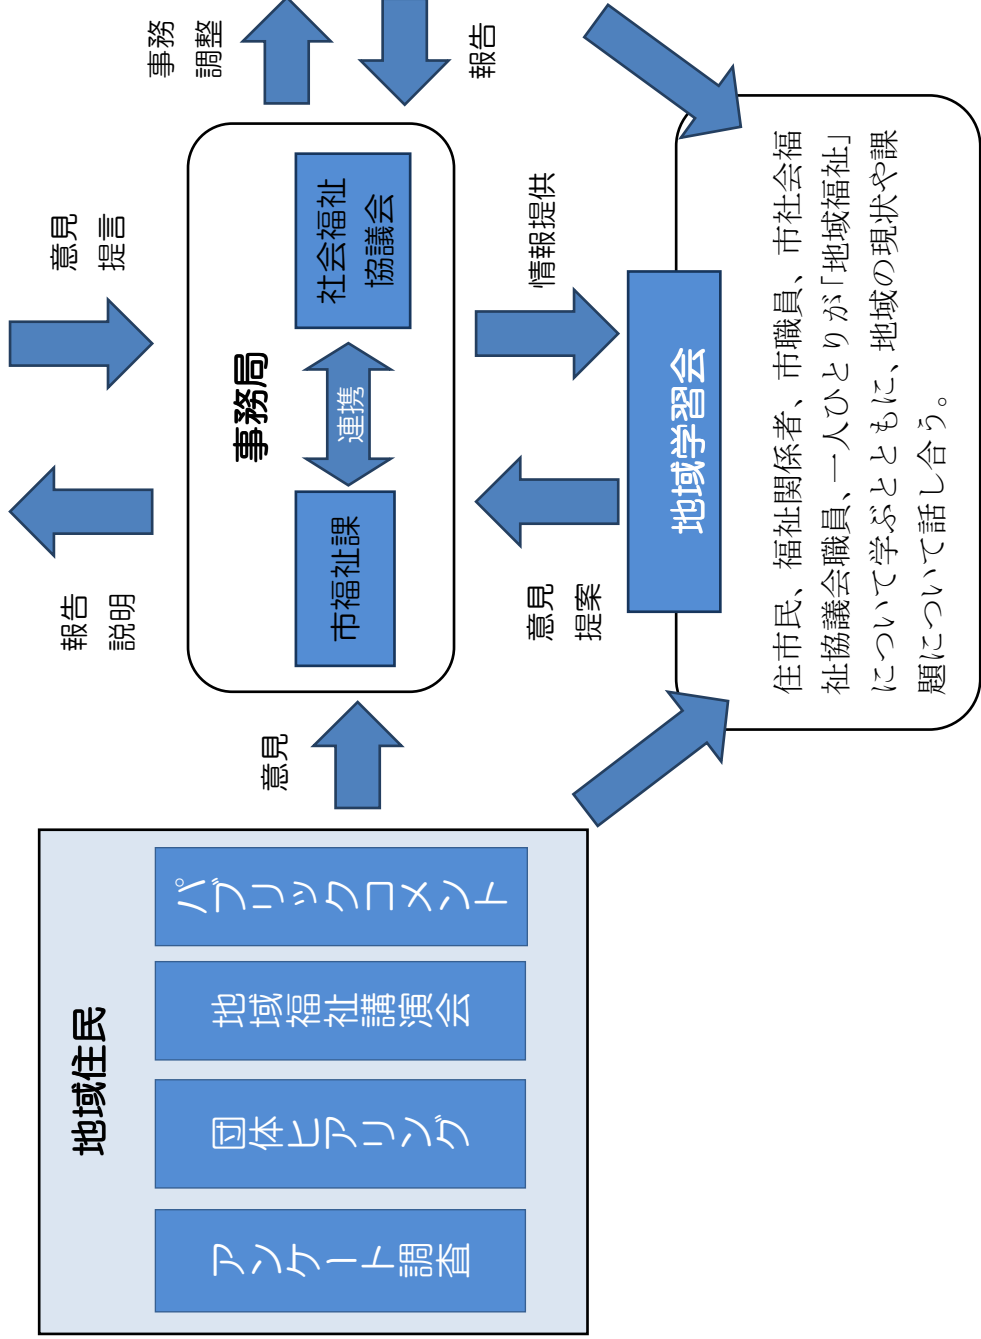 報告
説明
意見
提言
事務
調整
報告
地域住民
アンケート調査
団体ヒアリング
地域福祉講演会
パブリックコメント
意見
事務局
市福祉課
連携
社会福祉
協議会
意見
提案
情報提供
地域学習会
住市民、福祉関係者、市職員、市社会福
祉協議会職員、一人ひとりが「地域福祉」
について学ぶとともに、地域の現状や課
題について話し合う。